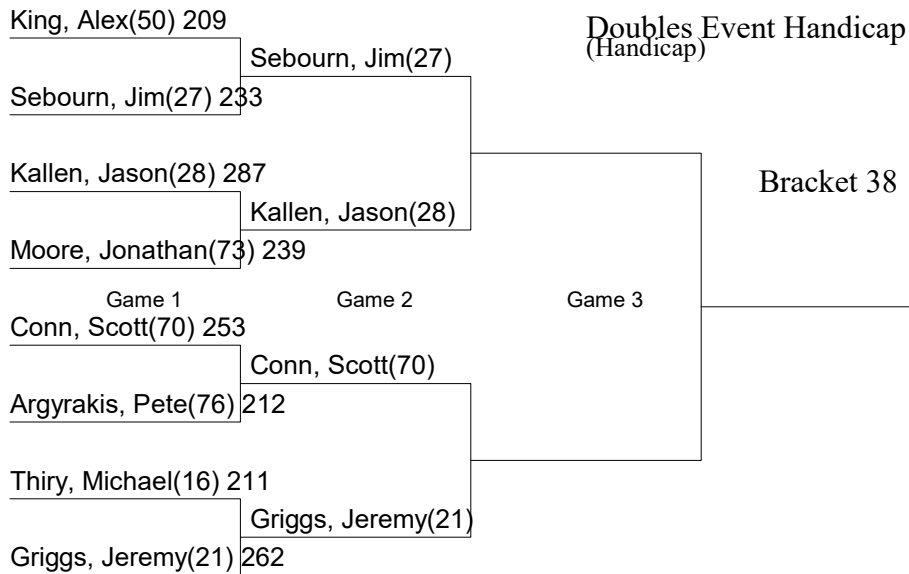 King, Alex(50) 209
Doubles Event Handicap
(Handicap)
Sebourn, Jim(27)
Sebourn, Jim(27) 233
Kallen, Jason(28) 287
Bracket 38
Kallen, Jason(28)
Moore, Jonathan(73) 239
Game 1
Game 2
Game 3
Conn, Scott(70) 253
Conn, Scott(70)
Argyrakis, Pete(76) 212
Thiry, Michael(16) 211
Griggs, Jeremy(21)
Griggs, Jeremy(21) 262